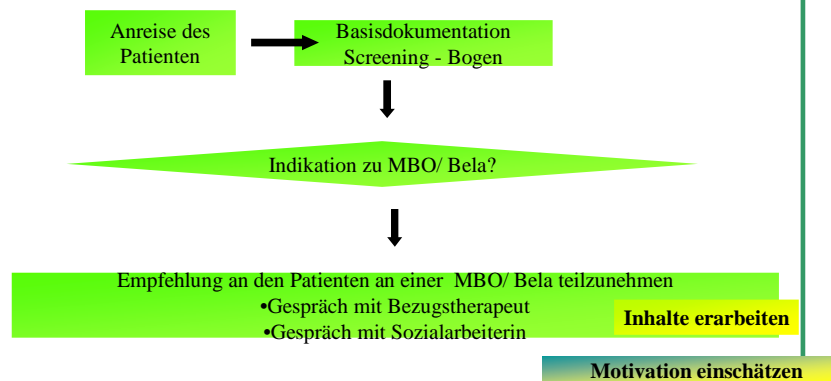 Anreise des
Patienten
Basisdokumentation
Screening - Bogen
Indikation zu MBO/ Bela?
Empfehlung an den Patienten an einer MBO/ Bela teilzunehmen
•Gespräch mit Bezugstherapeut
•Gespräch mit Sozialarbeiterin
Inhalte erarbeiten
Motivation einschätzen